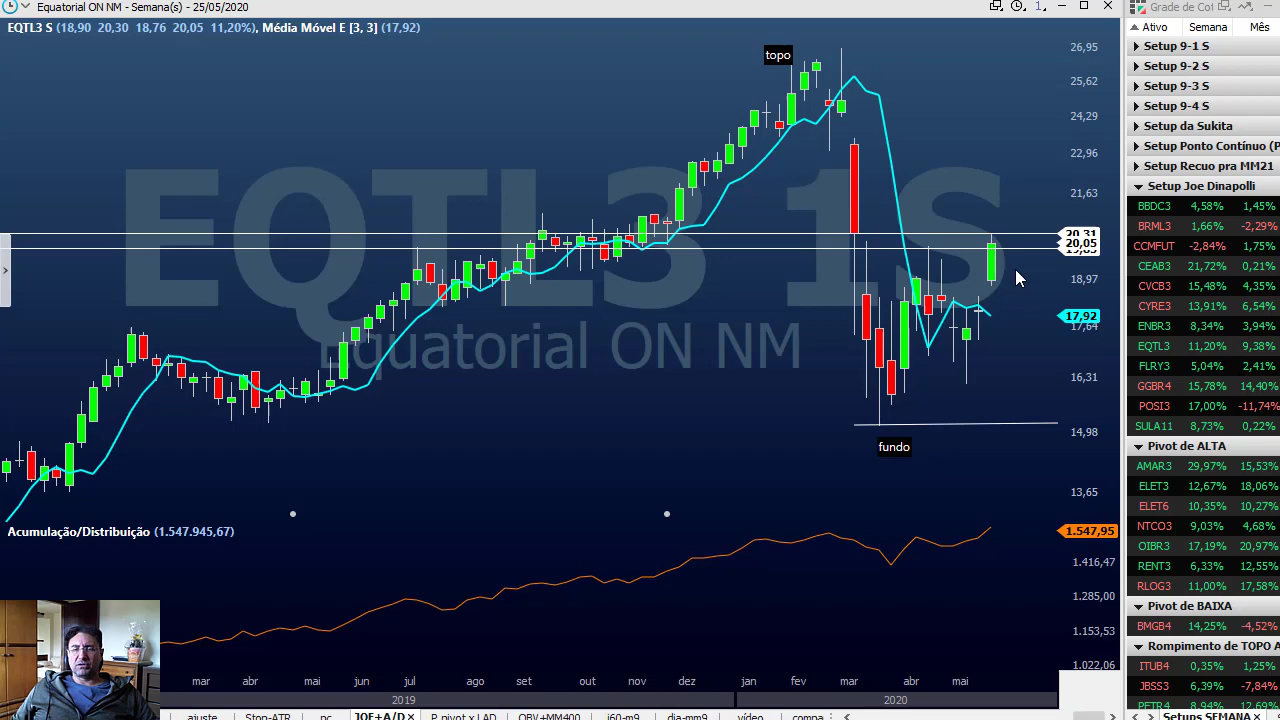 Equatorial ON NM - Semana(s) - 25/05/2020
EQTL3 S (18,90 20,30 18,76 20,05 11,20%), Média Móvel E [3, 3] (17,92)
topo
fundo
EQTL3 1S
Equatorial ON NM
26,95
25,62
24,29
22,96
21,63
20,31
20,05
18,97
17,92
17,64
16,31
14,98
13,65
Acumulação/Distribuição (1.547.945,67)
1.547,95
1.416,47
1.285,00
1.153,53
1.022,06
mar abr mai jun jul ago set out nov dez jan fev mar abr mai
2019 2020
ajuste Stop-ATR pc 10E+A/D P pivot x LAD OBV+MM400 i60-m9 dia-mm9 vídeo compa
Grade de Cot
Ativo Semana Mês
Setup 9-1 S
Setup 9-2 S
Setup 9-3 S
Setup 9-4 S
Setup da Sukita
Setup Ponto Contínuo (P
Setup Recuo pra MM21
Setup Joe Dinapolli
BBDC3 4,58% 1,45%
BRML3 1,66% -2,29%
CCMFUT -2,84% 1,75%
CEAB3 21,72% 0,21%
CVCB3 15,48% 4,35%
CYRE3 13,91% 6,54%
ENBR3 8,34% 3,94%
EQTL3 11,20% 9,38%
FLRY3 5,04% 2,41%
GGBR4 15,78% 14,40%
POSI3 17,00% -11,74%
SULA11 8,73% 0,22%
Pivot de ALTA
AMAR3 29,97% 15,53%
ELET3 12,67% 18,06%
ELET6 10,35% 10,27%
NTCO3 9,03% 4,68%
OIBR3 17,19% 20,97%
RENT3 6,33% 12,55%
RLOG3 11,00% 17,58%
Pivot de BAIXA
BMGB4 14,25% -4,52%
Rompimento de TOPO A
ITUB4 0,35% 1,25%
JBSS3 6,39% -7,84%
PETR4 8,94% 12,69%
Setups SEMANA